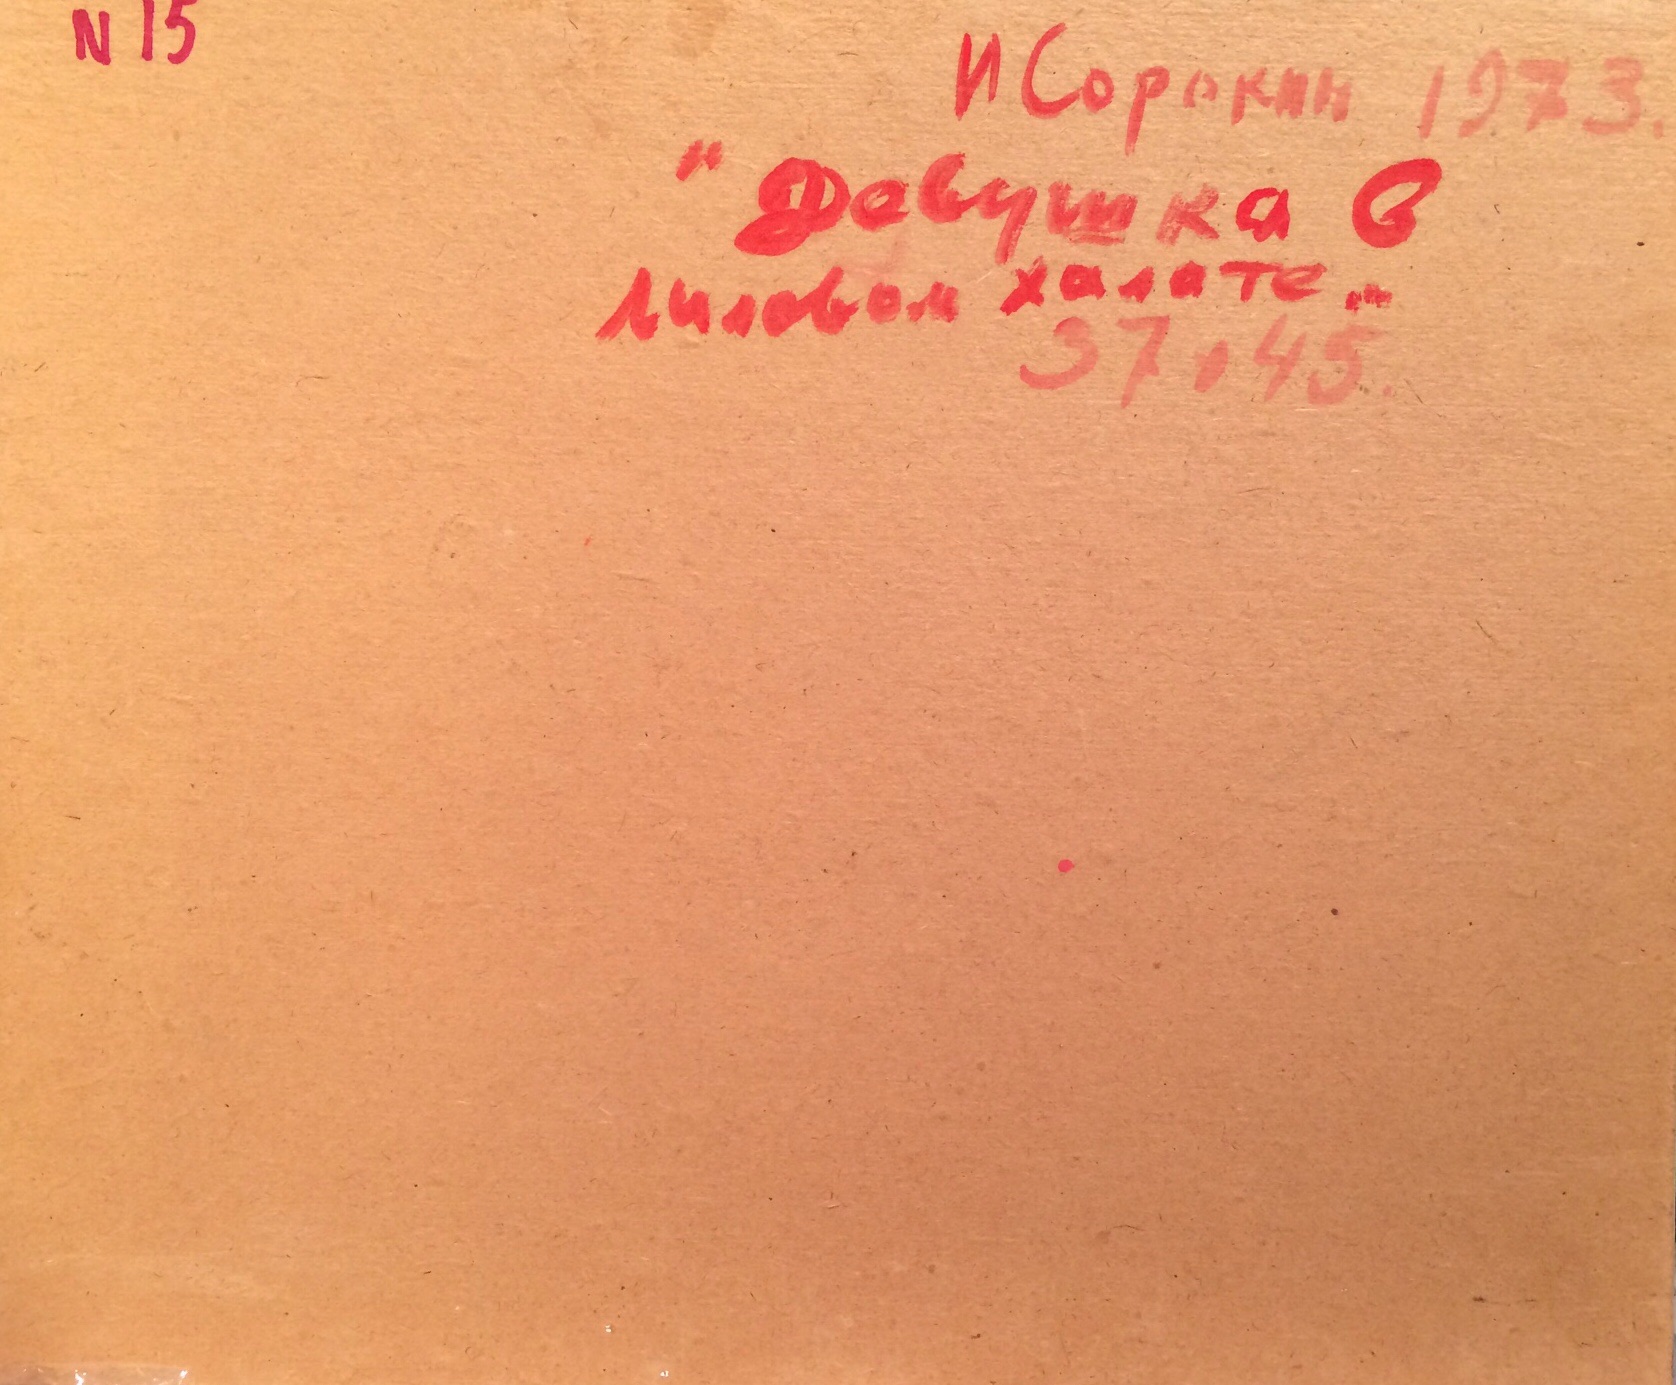 N 15
И Сорокин 1973.
"Девушка в
лиловом халате"
37 × 45.